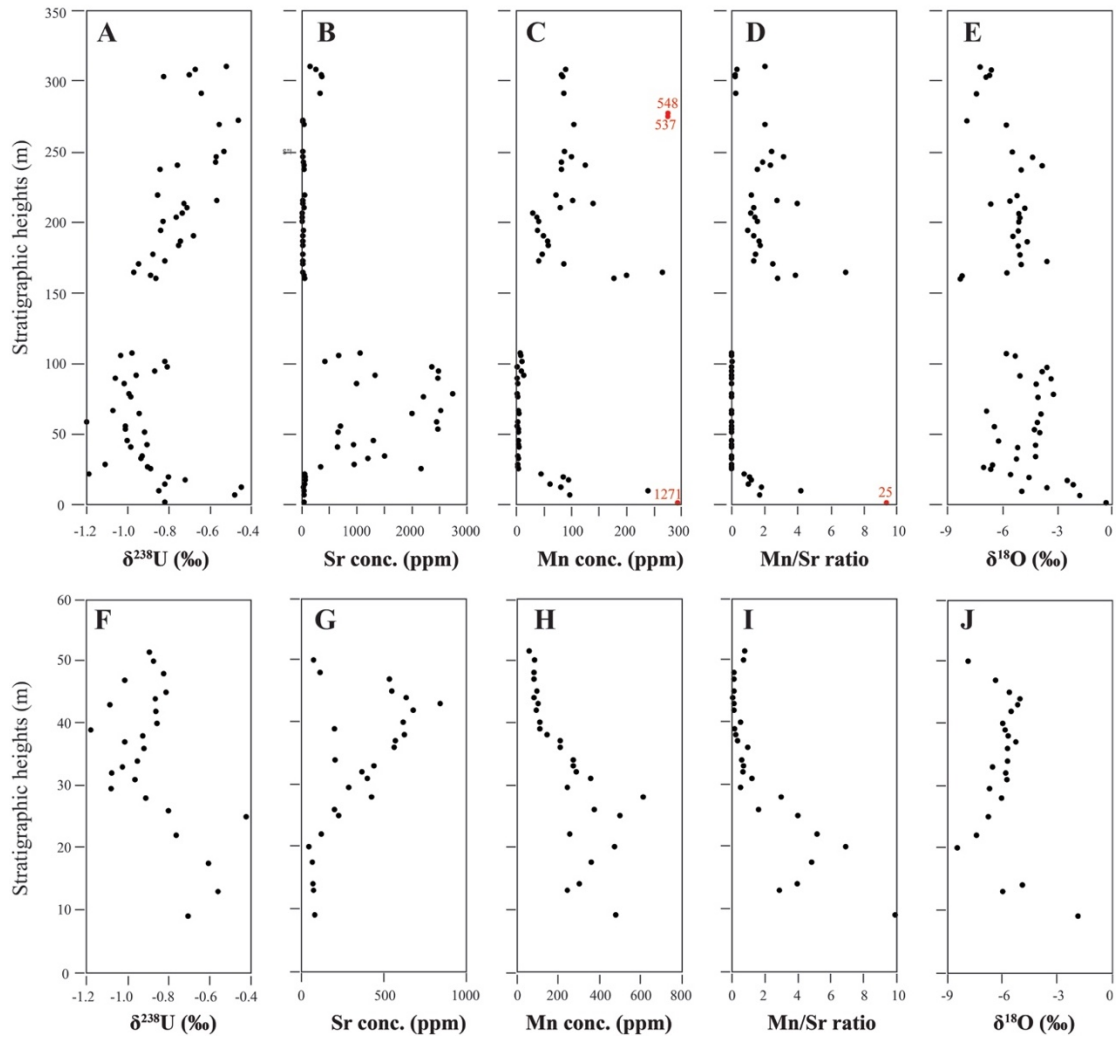 A B C D E
Stratigraphic heights (m)
350
300
250
200
150
100
50
0
548
537
1271
25
-1.2 -1.0 -0.8 -0.6 -0.4
0 500 1000 1500 2000 2500 3000
0 100 200 300
0 2 4 6 8 10
-9 -6 -3 0
δ²³⁸U (‰) Sr conc. (ppm) Mn conc. (ppm) Mn/Sr ratio δ¹⁸O (‰)
F G H I J
Stratigraphic heights (m)
60
50
40
30
20
10
0
-1.2 -1.0 -0.8 -0.6 -0.4
0 500 1000
0 200 400 600 800
0 2 4 6 8 10
-9 -6 -3 0
δ²³⁸U (‰) Sr conc. (ppm) Mn conc. (ppm) Mn/Sr ratio δ¹⁸O (‰)